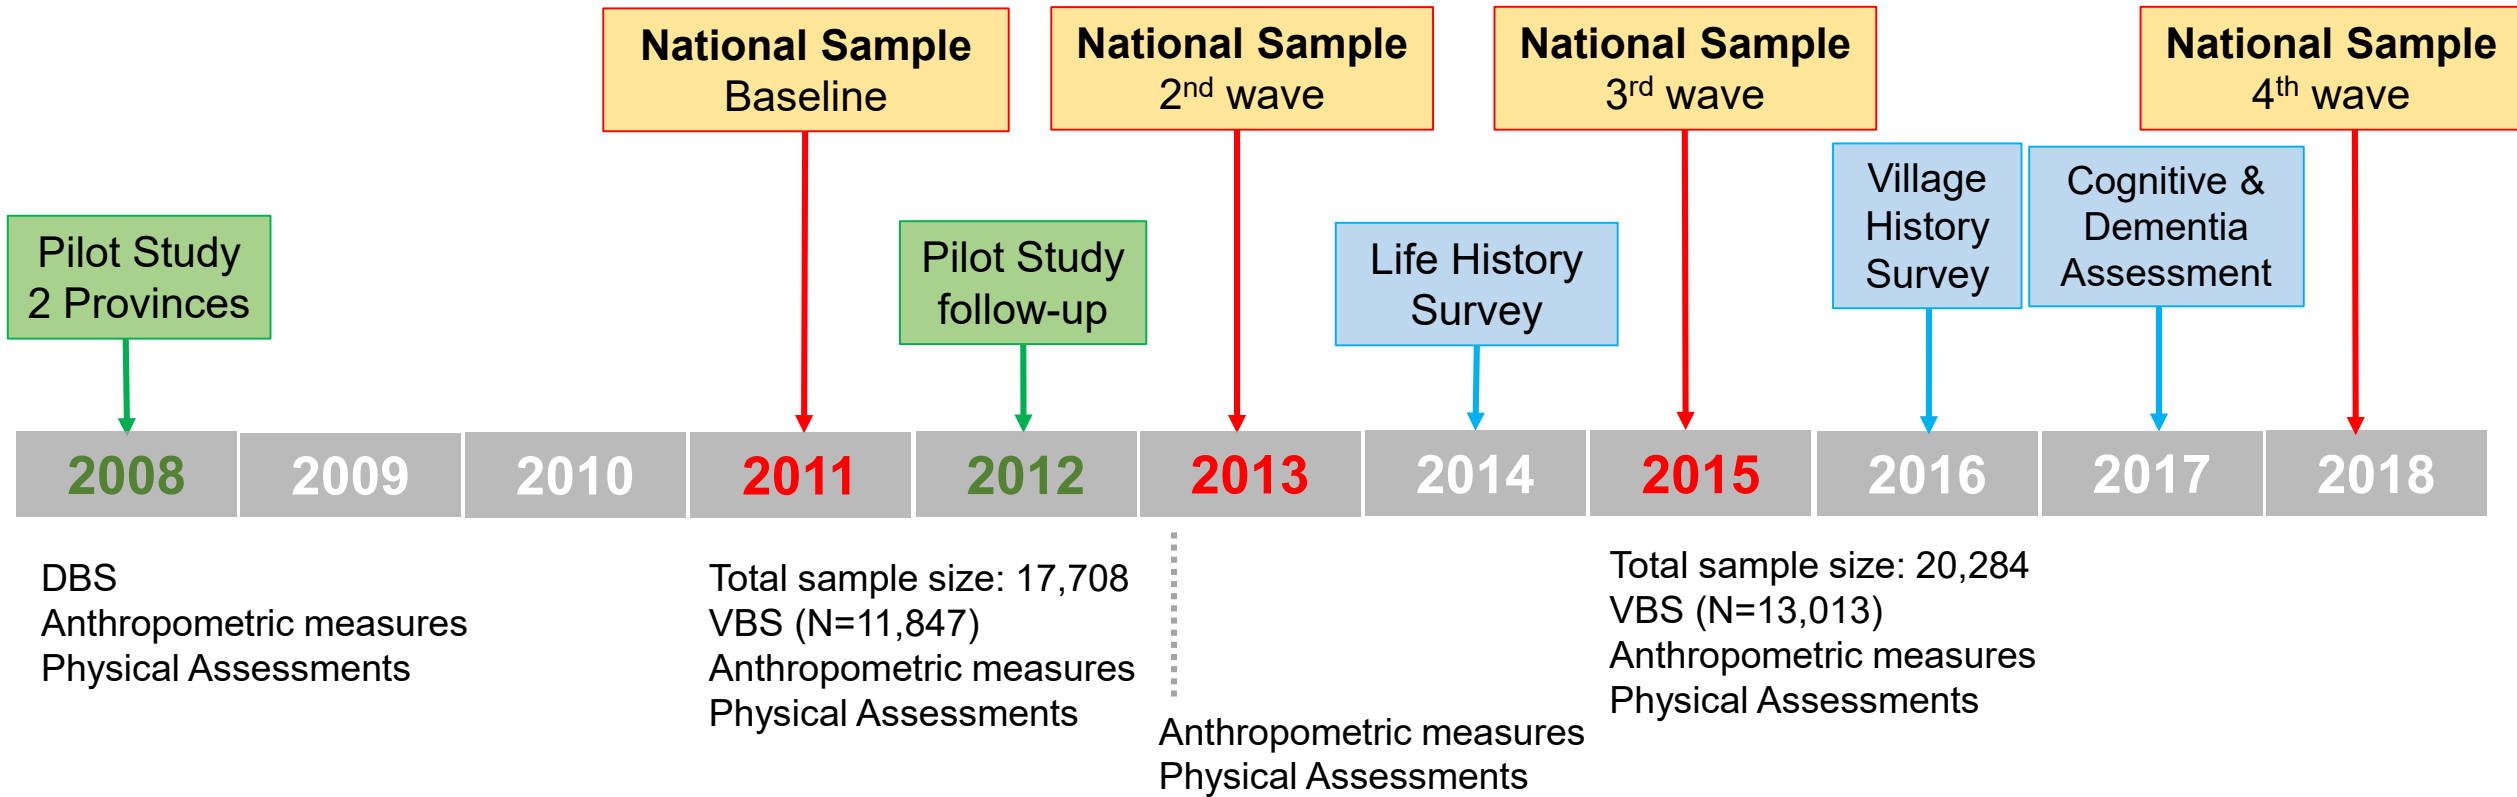 National Sample
Baseline
National Sample
2nd wave
National Sample
3rd wave
National Sample
4th wave
Pilot Study
2 Provinces
Pilot Study
follow-up
Life History
Survey
Village
History
Survey
Cognitive &
Dementia
Assessment
2008
2009
2010
2011
2012
2013
2014
2015
2016
2017
2018
DBS
Anthropometric measures
Physical Assessments
Total sample size: 17,708
VBS (N=11,847)
Anthropometric measures
Physical Assessments
Anthropometric measures
Physical Assessments
Total sample size: 20,284
VBS (N=13,013)
Anthropometric measures
Physical Assessments